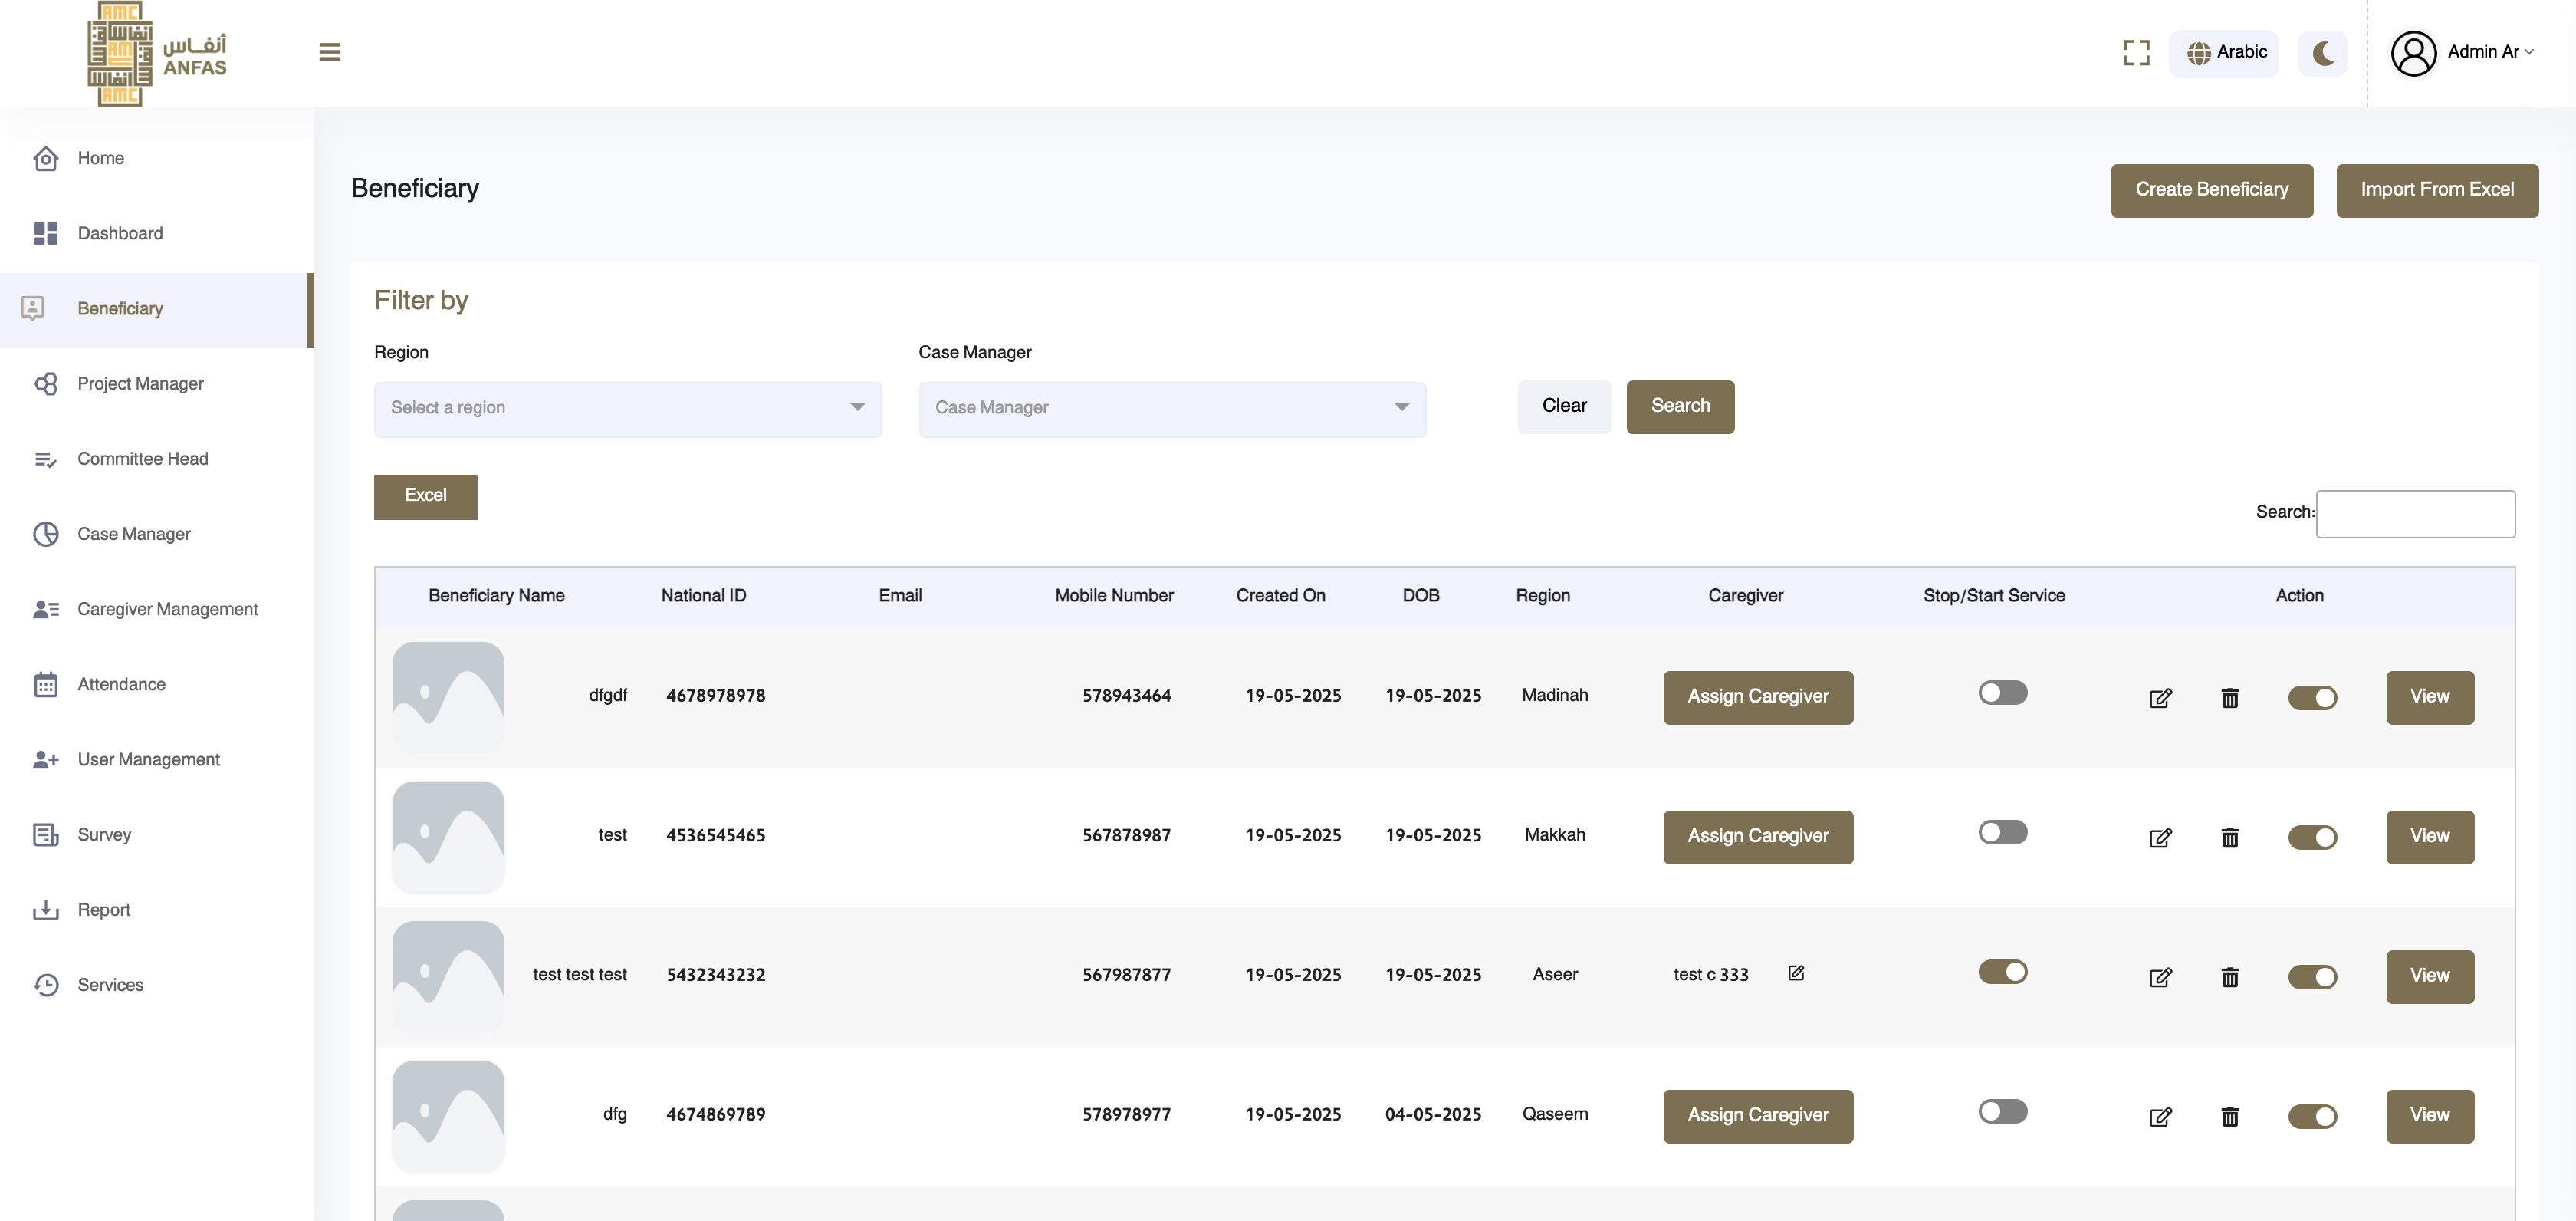 AMC
أنفاس
ANFAS
AMC
Arabic
Admin Ar
Home
Dashboard
Beneficiary
Project Manager
Committee Head
Case Manager
Caregiver Management
Attendance
User Management
Survey
Report
Services
Beneficiary
Create Beneficiary
Import From Excel
Filter by
Region
Case Manager
Select a region
Case Manager
Clear
Search
Excel
Search:
Beneficiary Name National ID Email Mobile Number Created On DOB Region Caregiver Stop/Start Service Action
dfgdf 4678978978 578943464 19-05-2025 19-05-2025 Madinah Assign Caregiver View
test 4536545465 567878987 19-05-2025 19-05-2025 Makkah Assign Caregiver View
test test test 5432343232 567987877 19-05-2025 19-05-2025 Aseer test c 333 View
dfg 4674869789 578978977 19-05-2025 04-05-2025 Qaseem Assign Caregiver View